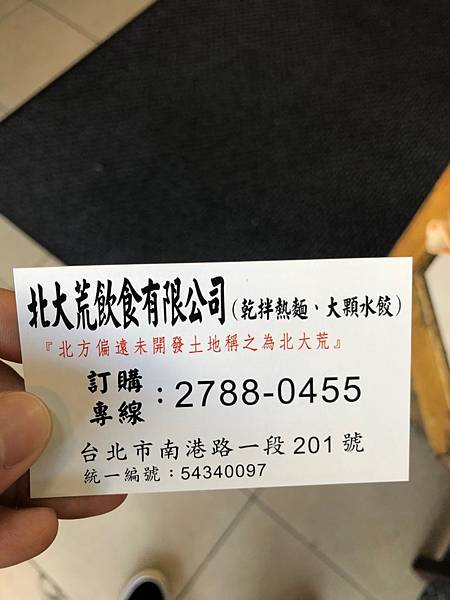 北大荒飲食有限公司(乾拌熱麵、大顆水餃)
『北方偏遠未開發土地稱之為北大荒』
訂購專線:2788-0455
台北市南港路一段201號
統一編號:54340097